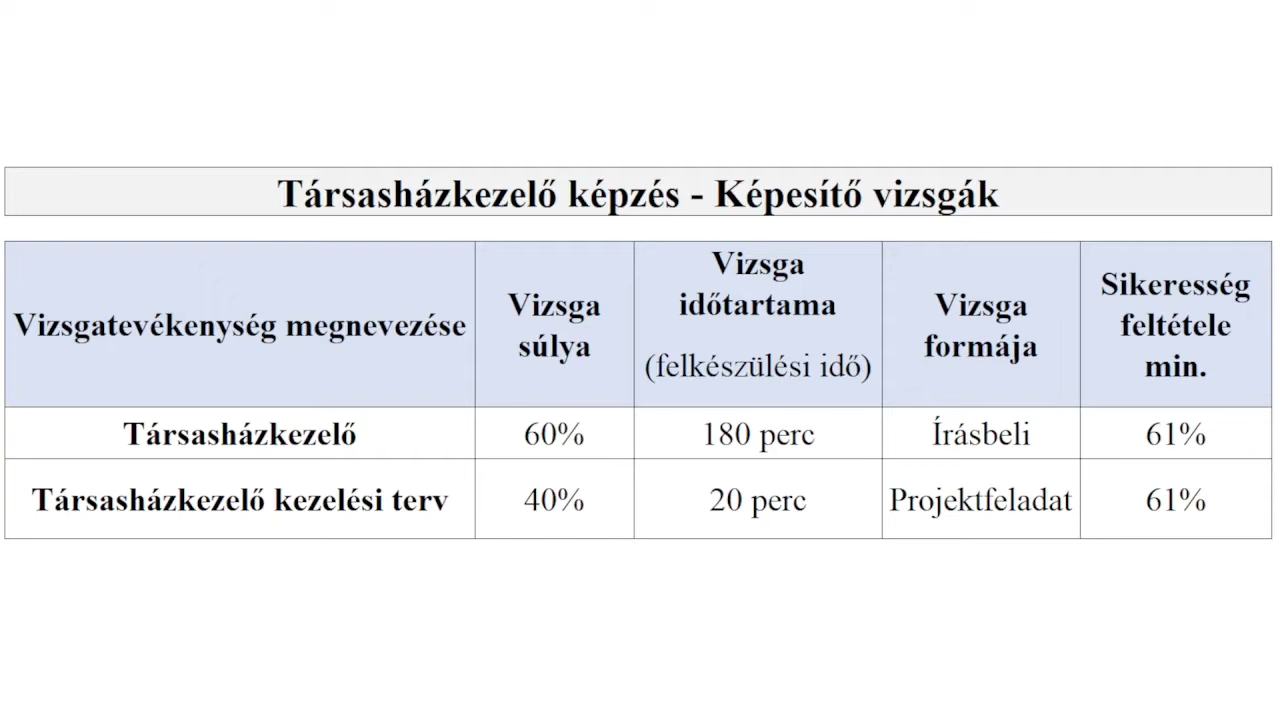 Társasházkezelő képzés - Képesítő vizsgák
Vizsgatevékenység megnevezése
Vizsga
súlya
Vizsga
időtartama
(felkészülési idő)
Vizsga
formája
Sikeresség
feltétele
min.
Társasházkezelő 60% 180 perc Írásbeli 61%
Társasházkezelő kezelési terv 40% 20 perc Projektfeladat 61%